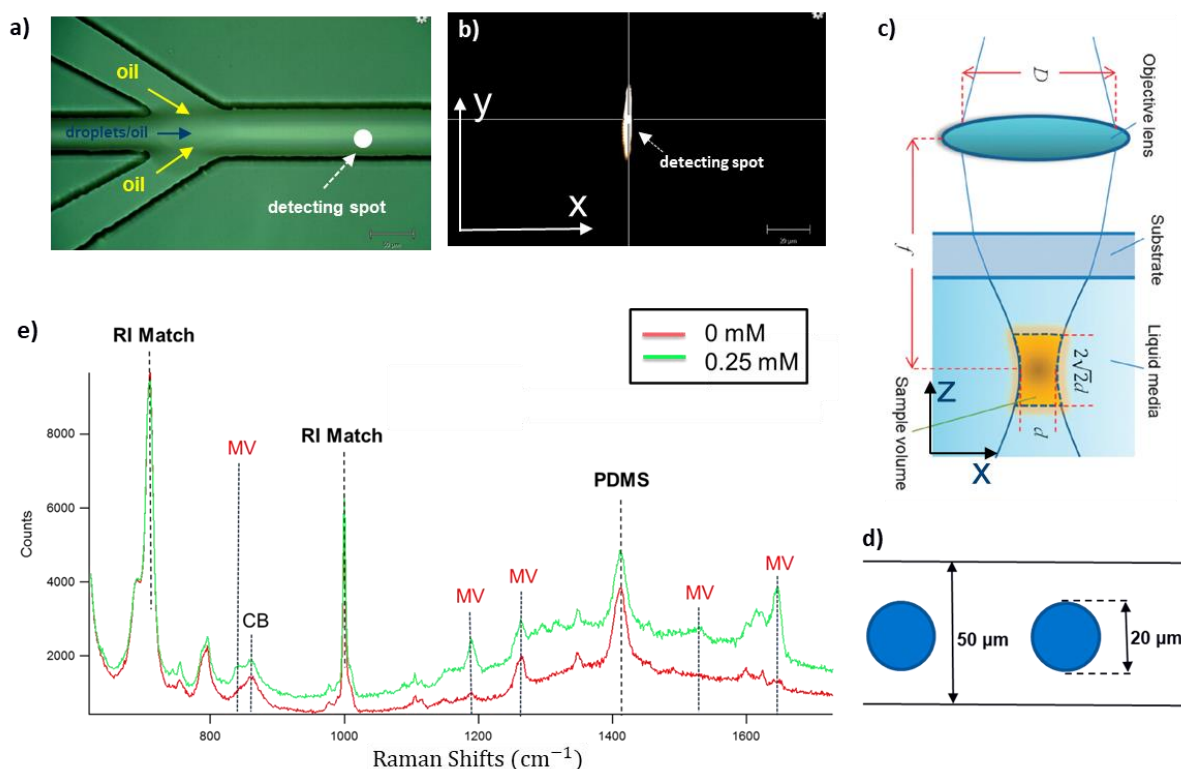 a)
oil
droplets/oil
oil
detecting spot
b)
y
x
detecting spot
20 µm
c)
D
Objective lens
f
Substrate
Liquid media
2√2d
d
Sample volume
Z
X
d)
50 µm
20 µm
e)
0 mM
0.25 mM
RI Match
MV
CB
RI Match
MV
MV
PDMS
MV
MV
8000
6000
4000
2000
Counts
800
1000
1200
1400
1600
Raman Shifts (cm⁻¹)